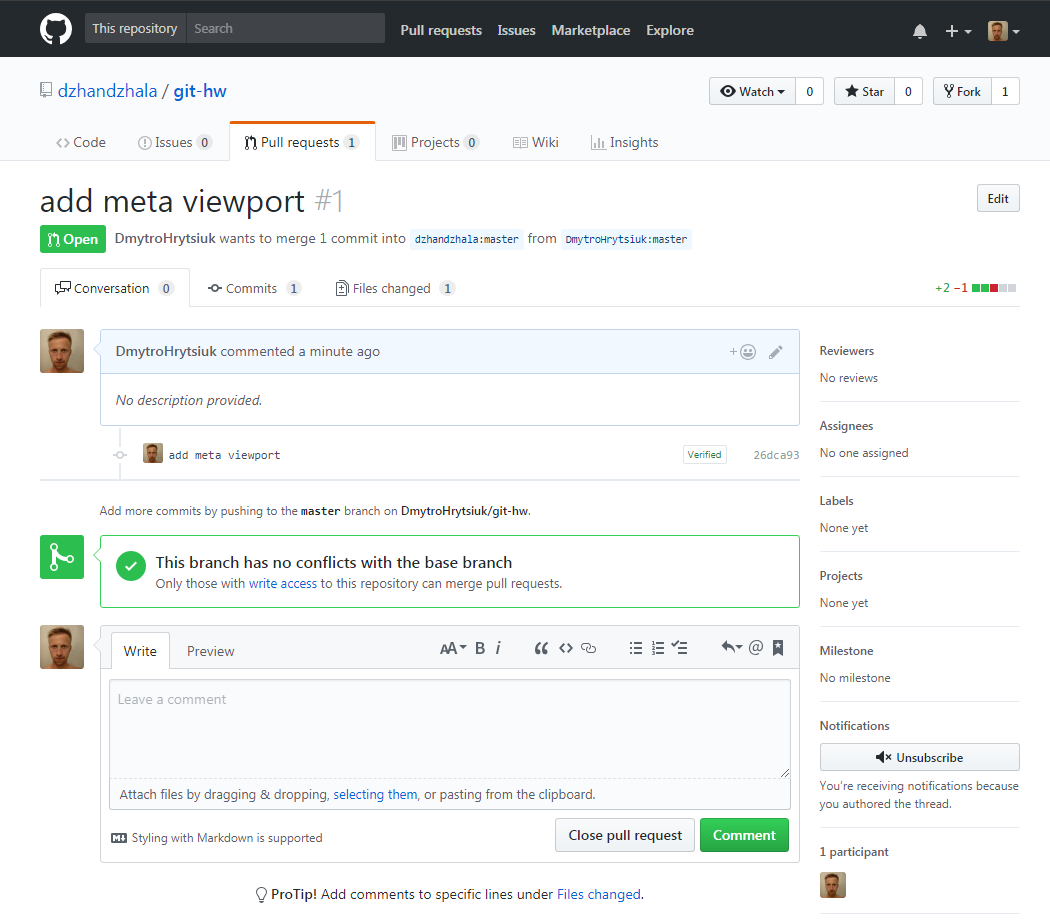 This repository Search Pull requests Issues Marketplace Explore
dzhandzhala / git-hw
Watch 0 Star 0 Fork 1
Code Issues 0 Pull requests 1 Projects 0 Wiki Insights
add meta viewport #1
Edit
Open DmytroHrytsiuk wants to merge 1 commit into dzhandzhala:master from DmytroHrytsiuk:master
Conversation 0 Commits 1 Files changed 1 +2 −1
DmytroHrytsiuk commented a minute ago
No description provided.
add meta viewport Verified 26dca93
Add more commits by pushing to the master branch on DmytroHrytsiuk/git-hw.
This branch has no conflicts with the base branch
Only those with write access to this repository can merge pull requests.
Write Preview AA B i
Leave a comment
Attach files by dragging & dropping, selecting them, or pasting from the clipboard.
Styling with Markdown is supported
Close pull request Comment
ProTip! Add comments to specific lines under Files changed.
Reviewers
No reviews
Assignees
No one assigned
Labels
None yet
Projects
None yet
Milestone
No milestone
Notifications
Unsubscribe
You're receiving notifications because
you authored the thread.
1 participant